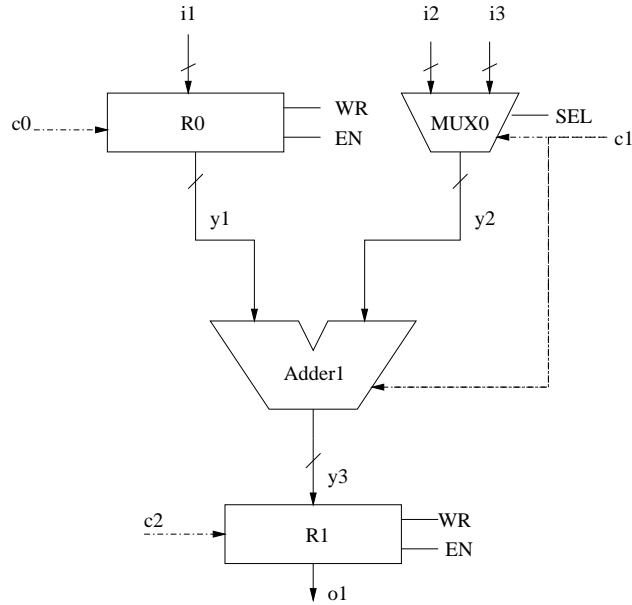 i1
i2
i3
WR
SEL
c0
R0
MUX0
EN
c1
y1
y2
Adder1
y3
c2
WR
R1
EN
o1